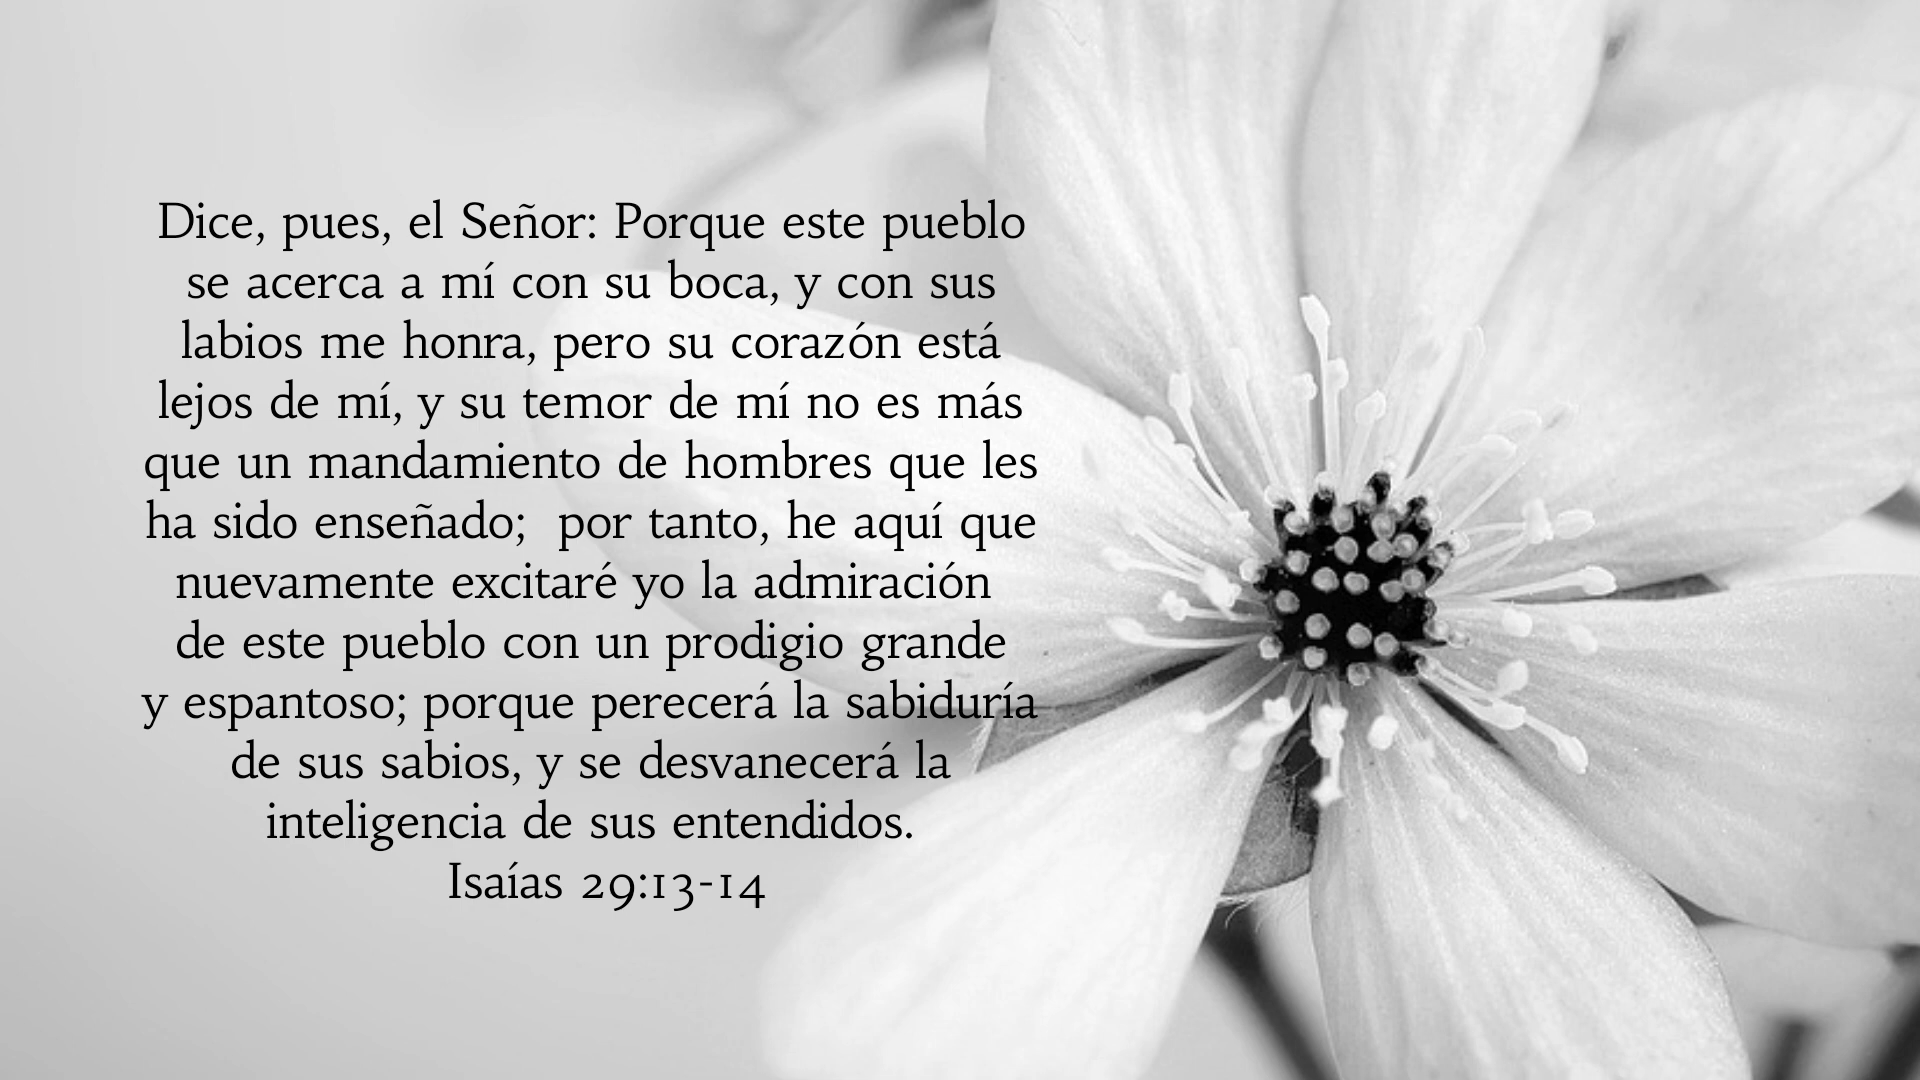 Dice, pues, el Señor: Porque este pueblo
se acerca a mí con su boca, y con sus
labios me honra, pero su corazón está
lejos de mí, y su temor de mí no es más
que un mandamiento de hombres que les
ha sido enseñado;  por tanto, he aquí que
nuevamente excitaré yo la admiración
de este pueblo con un prodigio grande
y espantoso; porque perecerá la sabiduría
de sus sabios, y se desvanecerá la
inteligencia de sus entendidos.
Isaías 29:13-14